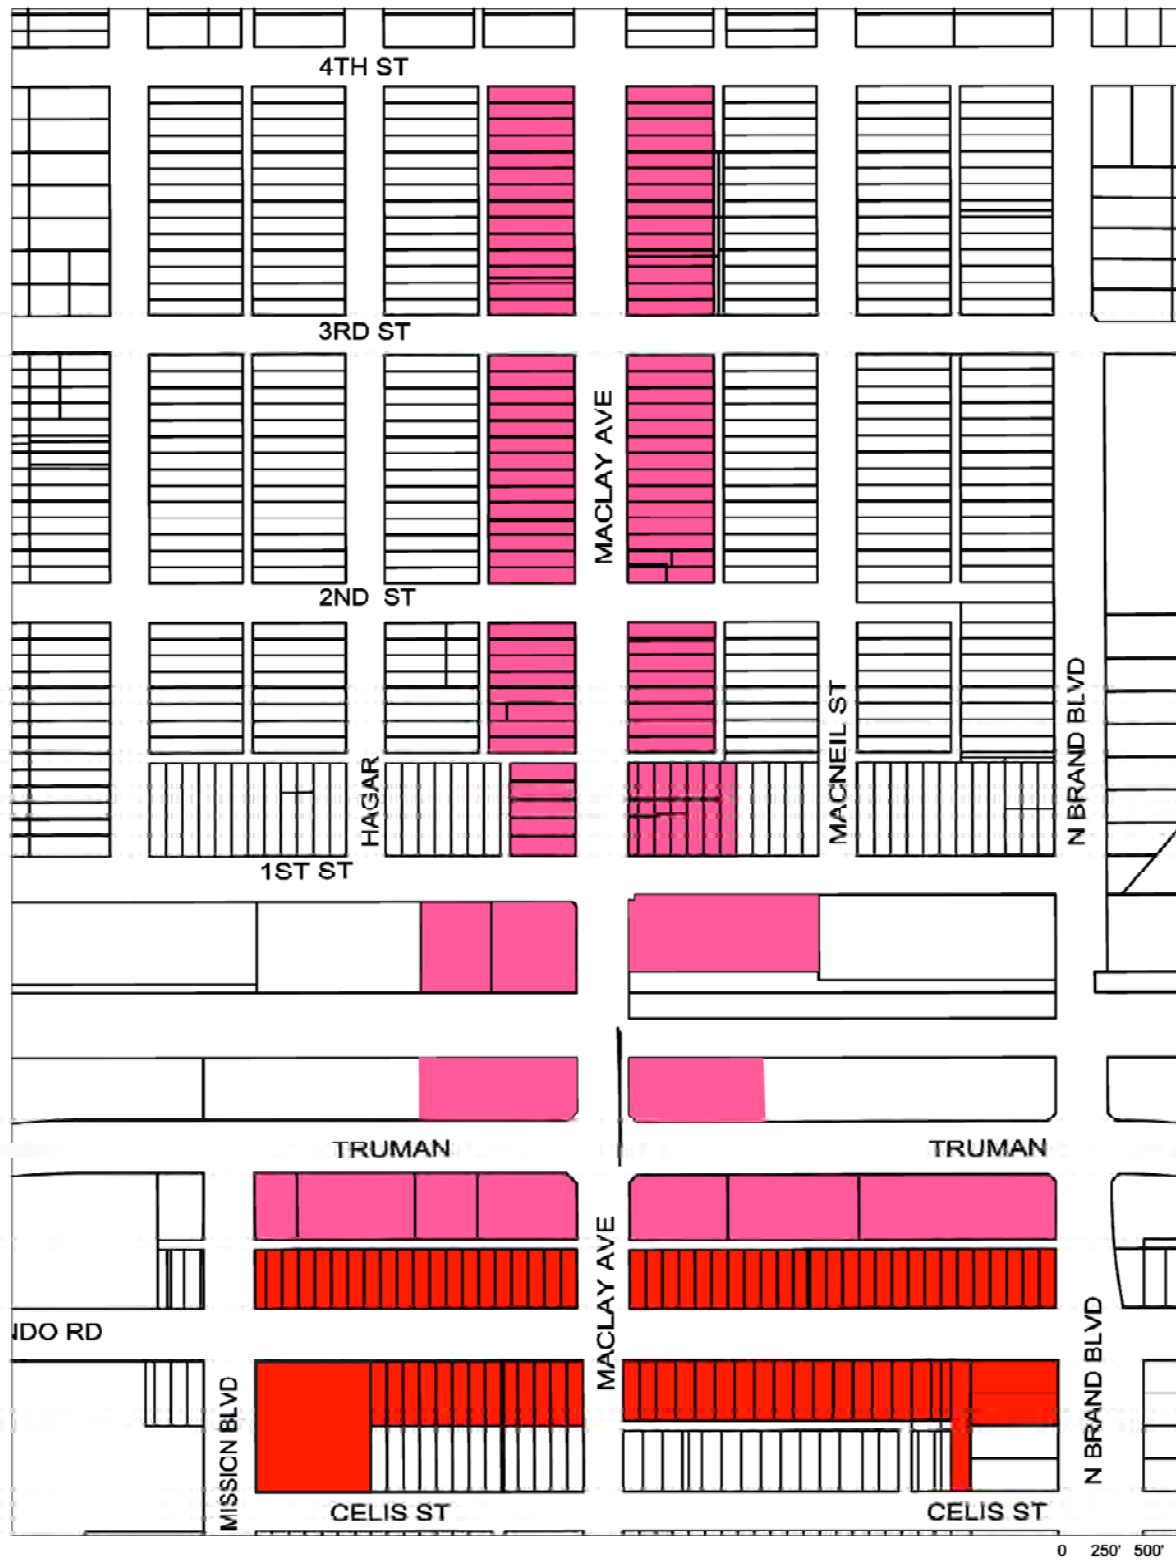 4TH ST
3RD ST
MACLAY AVE
2ND ST
MACNEIL ST
N BRAND BLVD
HAGAR
1ST ST
TRUMAN
TRUMAN
MACLAY AVE
NDO RD
N BRAND BLVD
MISSION BLVD
CELIS ST
CELIS ST
0 250' 500'